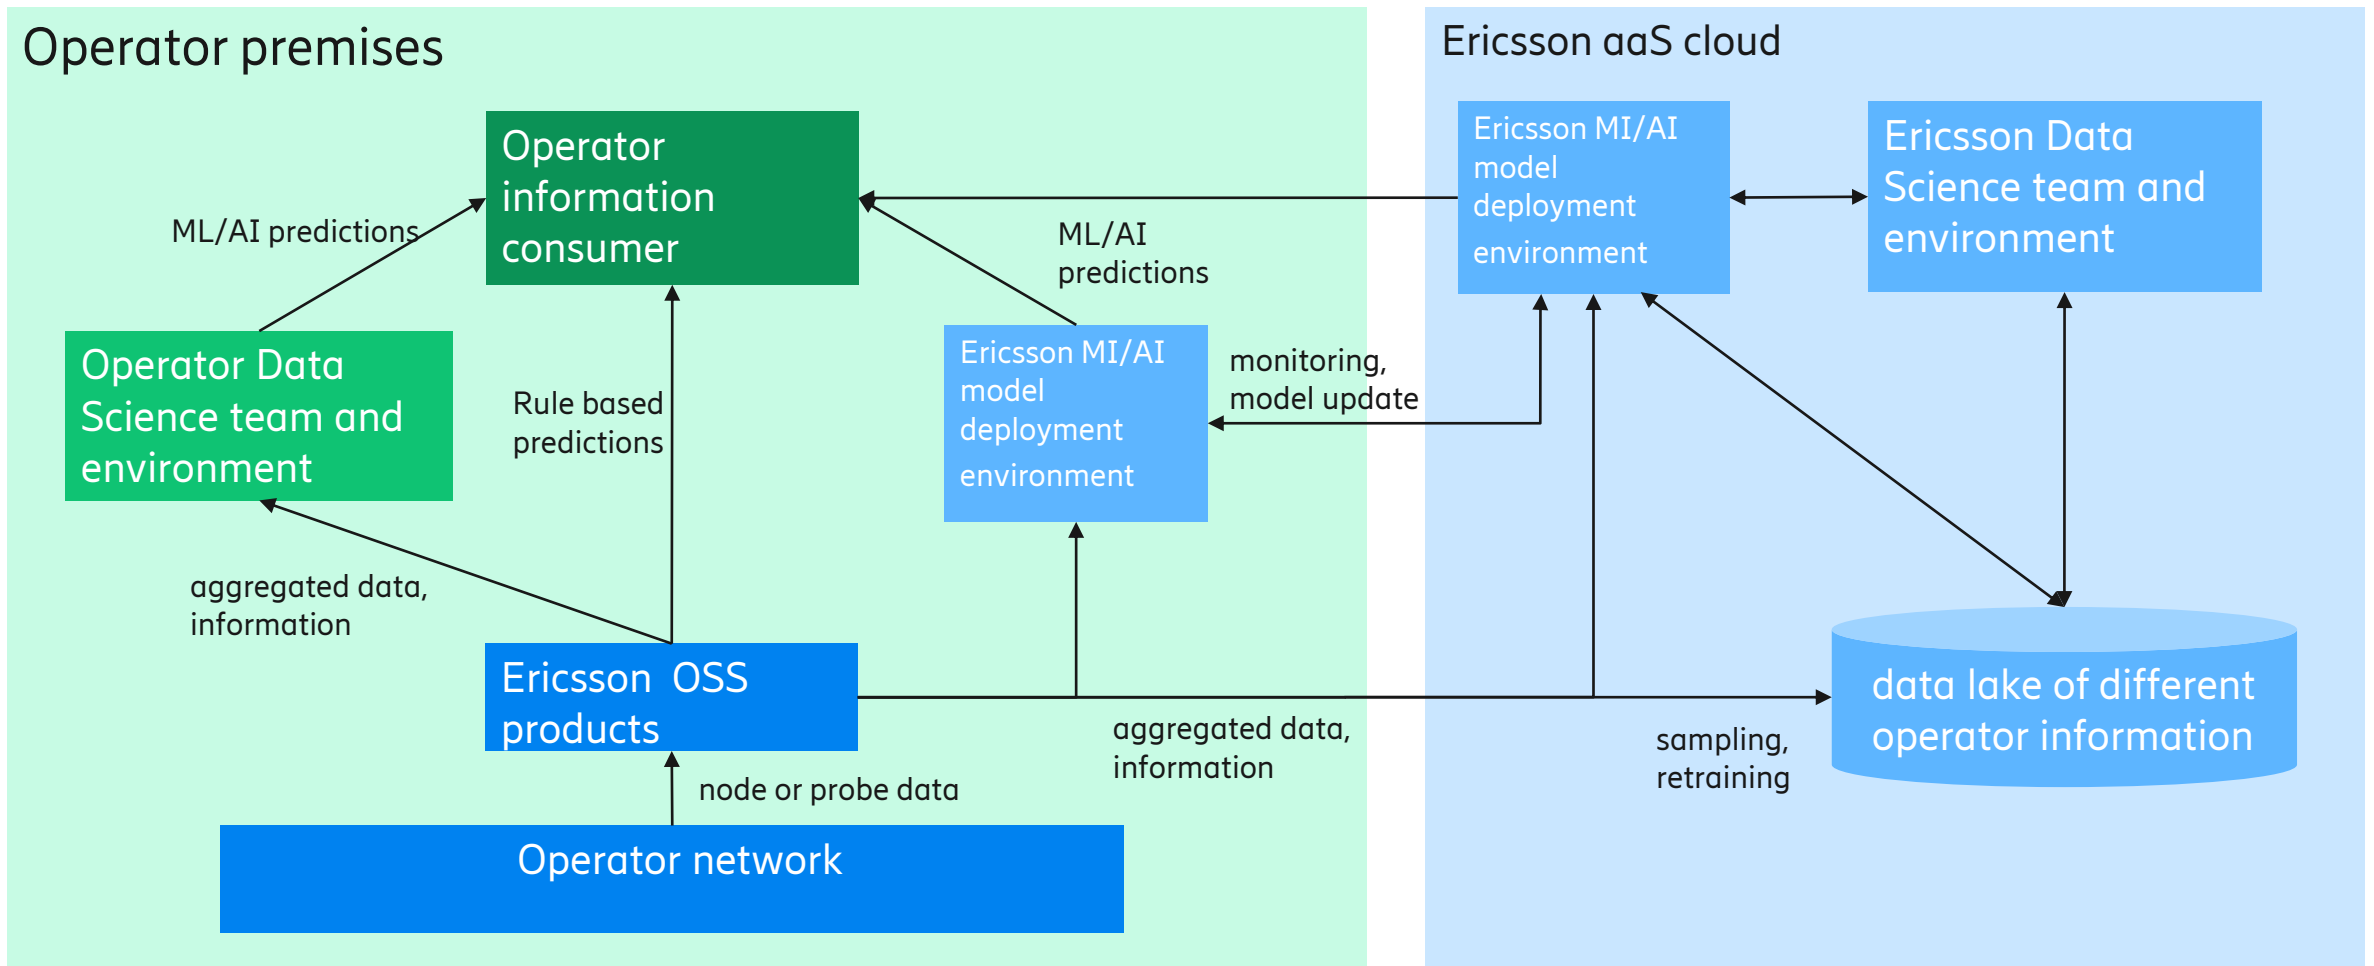 Operator premises
Ericsson aaS cloud
Operator
information
consumer
Ericsson MI/AI
model
deployment
environment
Ericsson Data
Science team and
environment
ML/AI predictions
ML/AI
predictions
Operator Data
Science team and
environment
Rule based
predictions
Ericsson MI/AI
model
deployment
environment
monitoring,
model update
aggregated data,
information
Ericsson OSS
products
aggregated data,
information
sampling,
retraining
data lake of different
operator information
node or probe data
Operator network